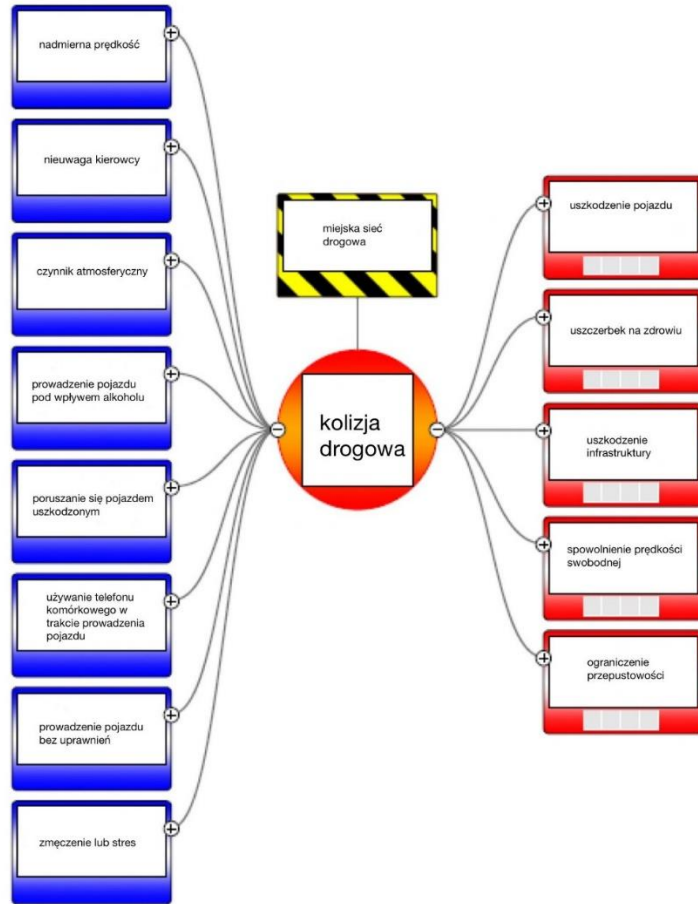 nadmierna prędkość
nieuwaga kierowcy
czynnik atmosferyczny
prowadzenie pojazdu
pod wpływem alkoholu
poruszanie się pojazdem
uszkodzonym
używanie telefonu
komórkowego w
trakcie prowadzenia
pojazdu
prowadzenie pojazdu
bez uprawnień
zmęczenie lub stres
miejska sieć
drogowa
kolizja
drogowa
uszkodzenie pojazdu
uszczerbek na zdrowiu
uszkodzenie
infrastruktury
spowolnienie prędkości
swobodnej
ograniczenie
przepustowości